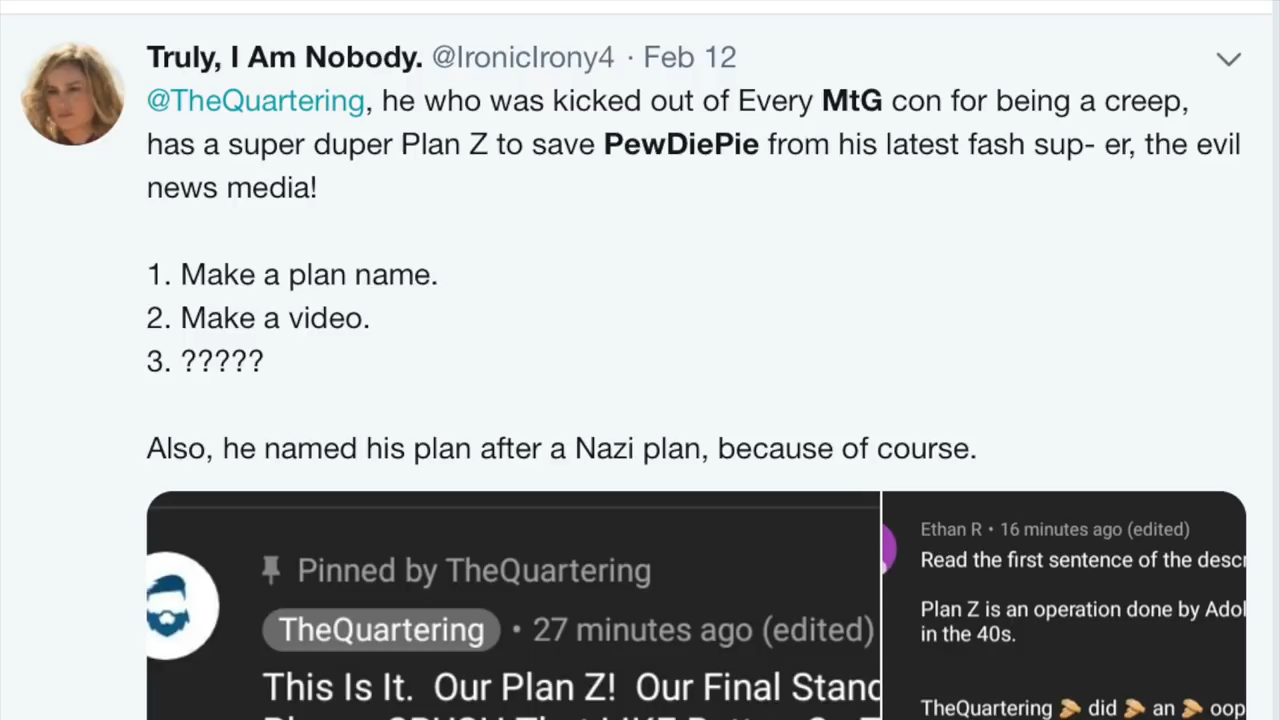 Truly, I Am Nobody. @IronicIrony4 · Feb 12
@TheQuartering, he who was kicked out of Every MtG con for being a creep,
has a super duper Plan Z to save PewDiePie from his latest fash sup- er, the evil
news media!
1. Make a plan name.
2. Make a video.
3. ?????
Also, he named his plan after a Nazi plan, because of course.
Pinned by TheQuartering
TheQuartering • 27 minutes ago (edited)
This Is It. Our Plan Z! Our Final Stand
Ethan R • 16 minutes ago (edited)
Read the first sentence of the descr
Plan Z is an operation done by Adol
in the 40s.
TheQuartering did an oop